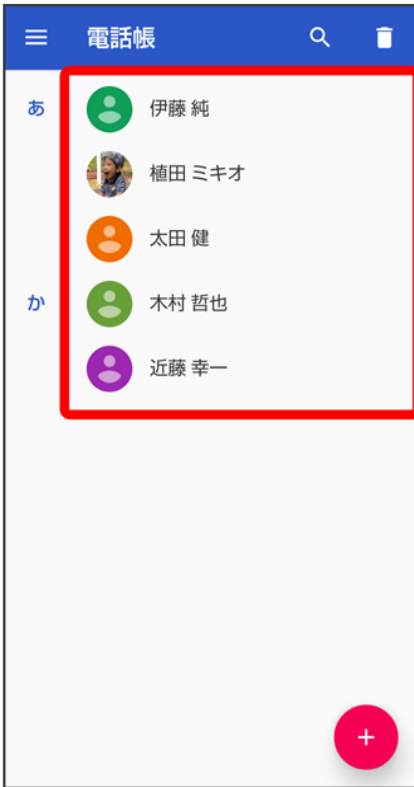 電話帳
あ
伊藤 純
植田 ミキオ
太田 健
か
木村 哲也
近藤 幸一